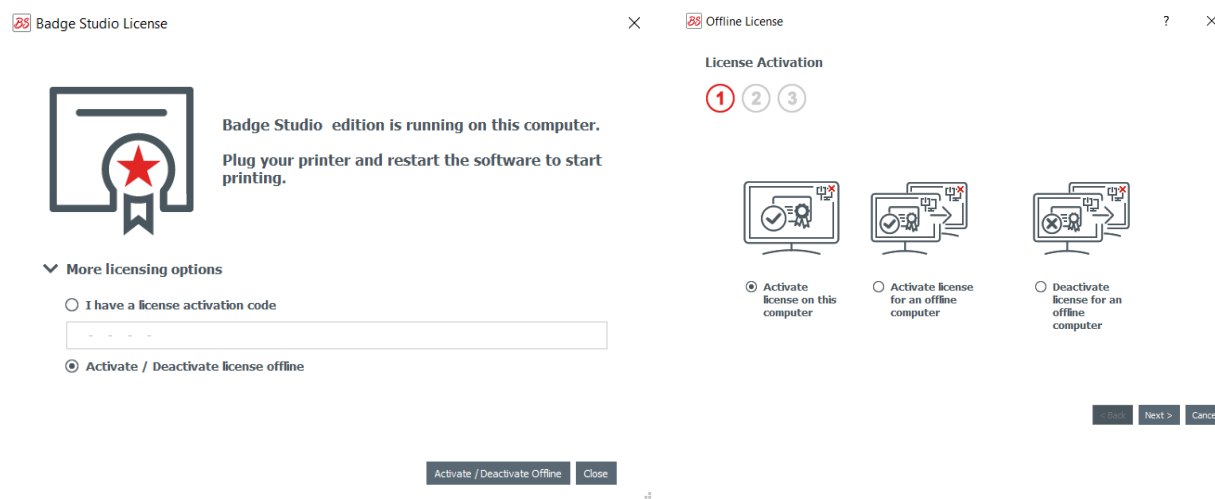 BS Badge Studio License
Badge Studio edition is running on this computer.
Plug your printer and restart the software to start
printing.
More licensing options
I have a license activation code
- - - -
Activate / Deactivate license offline
Activate / Deactivate Offline
Close
BS Offline License
?
License Activation
1 2 3
Activate
license on this
computer
Activate license
for an offline
computer
Deactivate
license for an
offline
computer
< Back
Next >
Cance